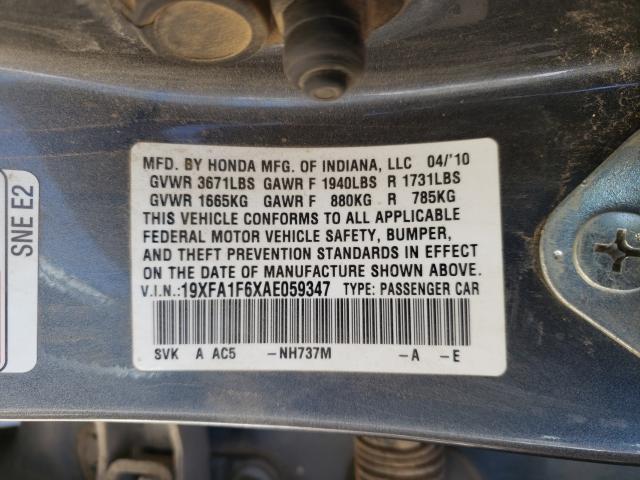 MFD. BY HONDA MFG. OF INDIANA, LLC 04/'10
GVWR 3671LBS GAWR F 1940LBS R 1731LBS
GVWR 1665KG GAWR F 880KG R 785KG
THIS VEHICLE CONFORMS TO ALL APPLICABLE
FEDERAL MOTOR VEHICLE SAFETY, BUMPER,
AND THEFT PREVENTION STANDARDS IN EFFECT
ON THE DATE OF MANUFACTURE SHOWN ABOVE.
V.I.N.:19XFA1F6XAE059347 TYPE: PASSENGER CAR
SVK A AC5 -NH737M -A -E
SNE E2